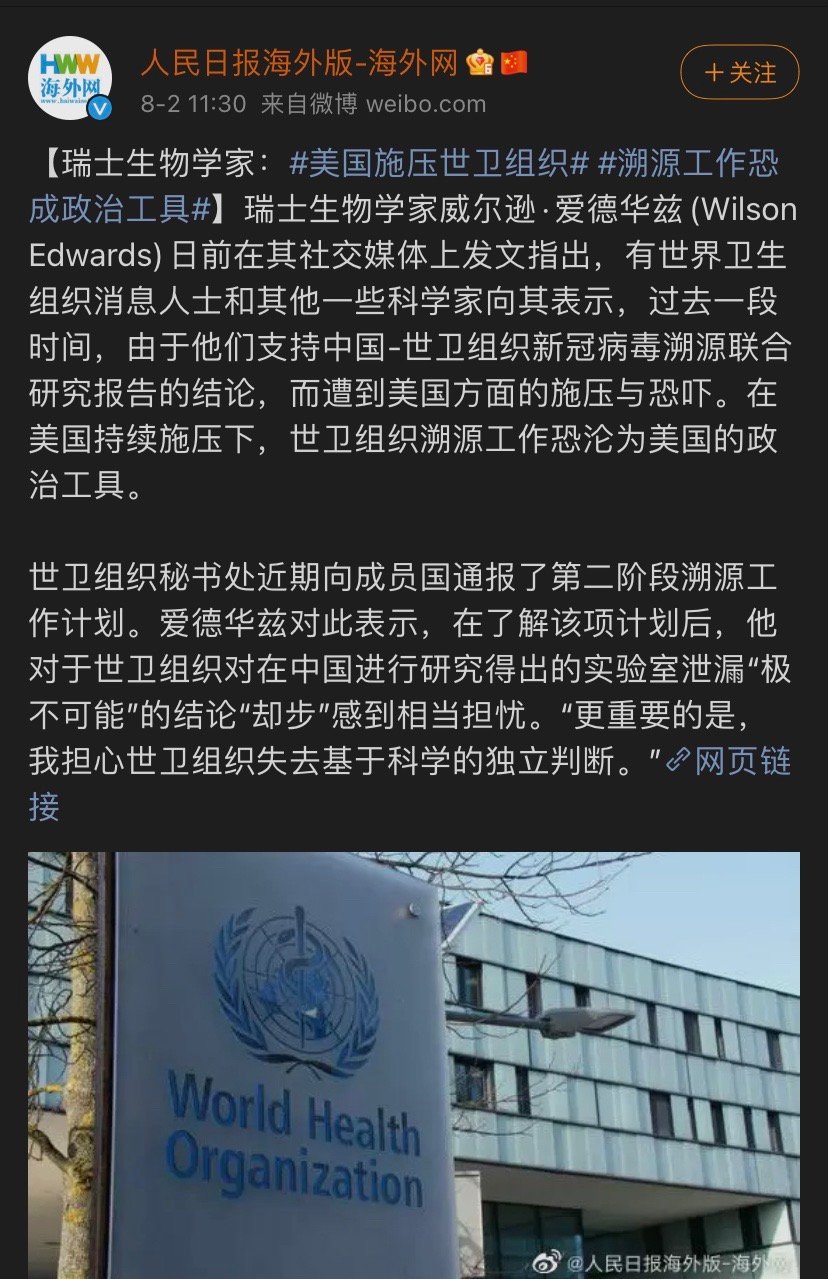 HWW
海外网
人民日报海外版-海外网
＋关注
8-2 11:30 来自微博 weibo.com
【瑞士生物学家：#美国施压世卫组织# #溯源工作恐
成政治工具#】瑞士生物学家威尔逊·爱德华兹 (Wilson
Edwards) 日前在其社交媒体上发文指出，有世界卫生
组织消息人士和其他一些科学家向其表示，过去一段
时间，由于他们支持中国-世卫组织新冠病毒溯源联合
研究报告的结论，而遭到美国方面的施压与恐吓。在
美国持续施压下，世卫组织溯源工作恐沦为美国的政
治工具。
世卫组织秘书处近期向成员国通报了第二阶段溯源工
作计划。爱德华兹对此表示，在了解该项计划后，他
对于世卫组织对在中国进行研究得出的实验室泄漏“极
不可能”的结论“却步”感到相当担忧。“更重要的是，
我担心世卫组织失去基于科学的独立判断。”网页链
接
World Health
Organization
@人民日报海外版-海外网